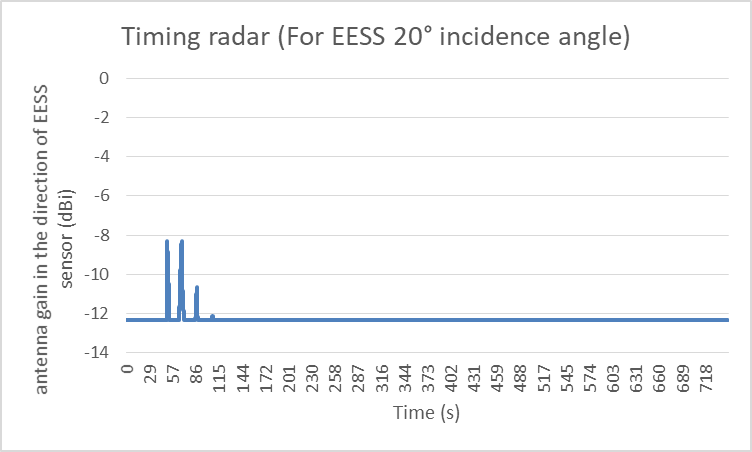 Timing radar (For EESS 20° incidence angle)
antenna gain in the direction of EESS
sensor (dBi)
0
-2
-4
-6
-8
-10
-12
-14
0 29 57 86 115 144 172 201 230 258 287 316 344 373 402 431 459 488 517 545 574 603 631 660 689 718
Time (s)